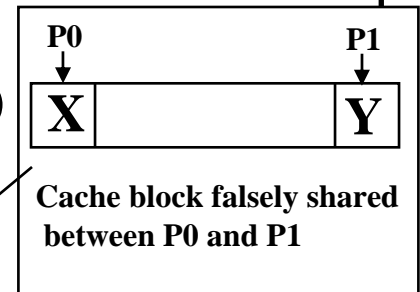 P0 P1
X Y
Cache block falsely shared
between P0 and P1